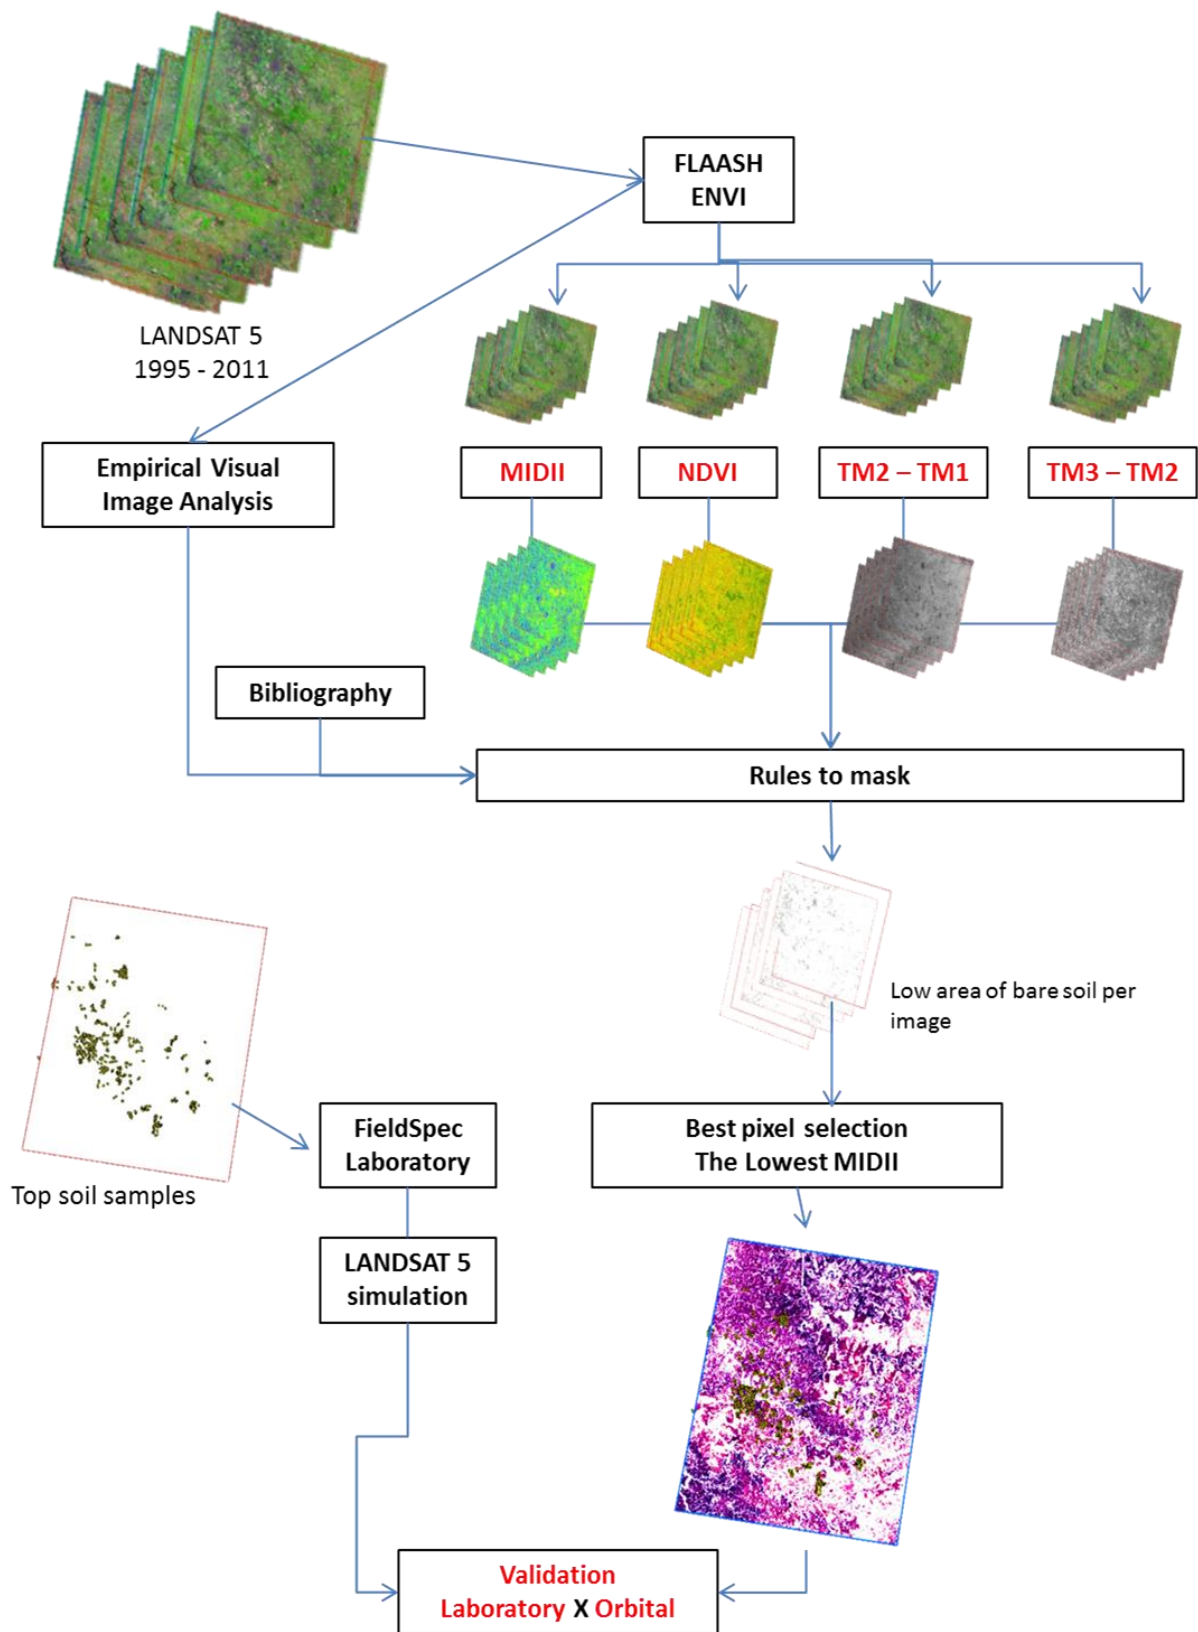 FLAASH
ENVI
LANDSAT 5
1995 - 2011
Empirical Visual
Image Analysis
MIDII
NDVI
TM2 – TM1
TM3 – TM2
Bibliography
Rules to mask
Low area of bare soil per
image
Top soil samples
FieldSpec
Laboratory
Best pixel selection
The Lowest MIDII
LANDSAT 5
simulation
Validation
Laboratory X Orbital